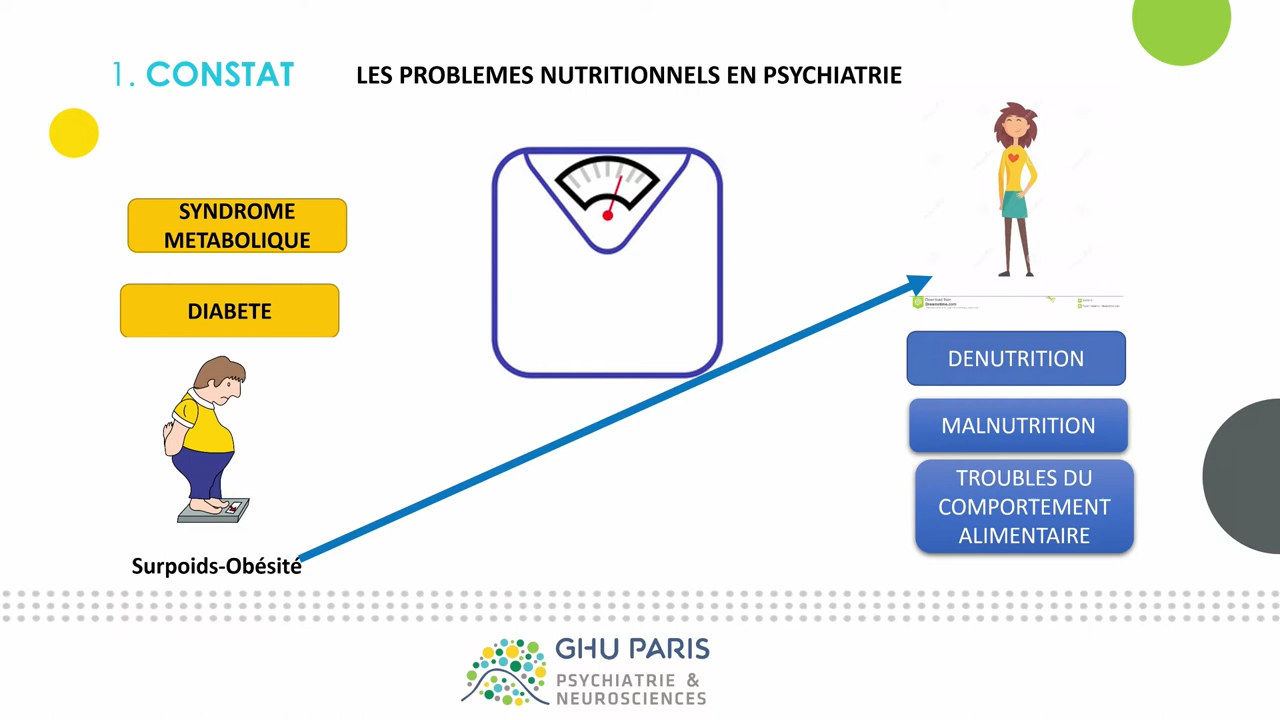 1. CONSTAT
LES PROBLEMES NUTRITIONNELS EN PSYCHIATRIE
SYNDROME
METABOLIQUE
DIABETE
Surpoids-Obésité
DENUTRITION
MALNUTRITION
TROUBLES DU
COMPORTEMENT
ALIMENTAIRE
GHU PARIS
PSYCHIATRIE &
NEUROSCIENCES